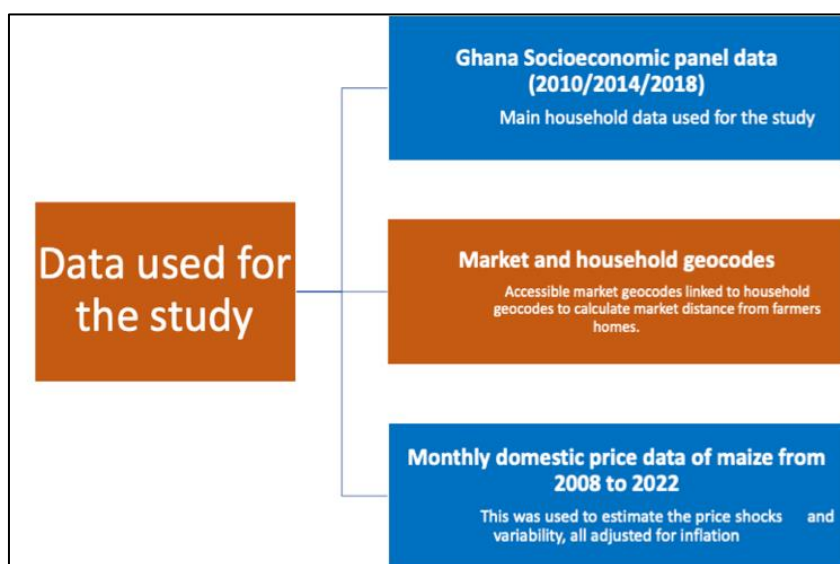 Data used for
the study
Ghana Socioeconomic panel data
(2010/2014/2018)
Main household data used for the study
Market and household geocodes
Accessible market geocodes linked to household
geocodes to calculate market distance from farmers
homes.
Monthly domestic price data of maize from
2008 to 2022
This was used to estimate the price shocks and
variability, all adjusted for inflation